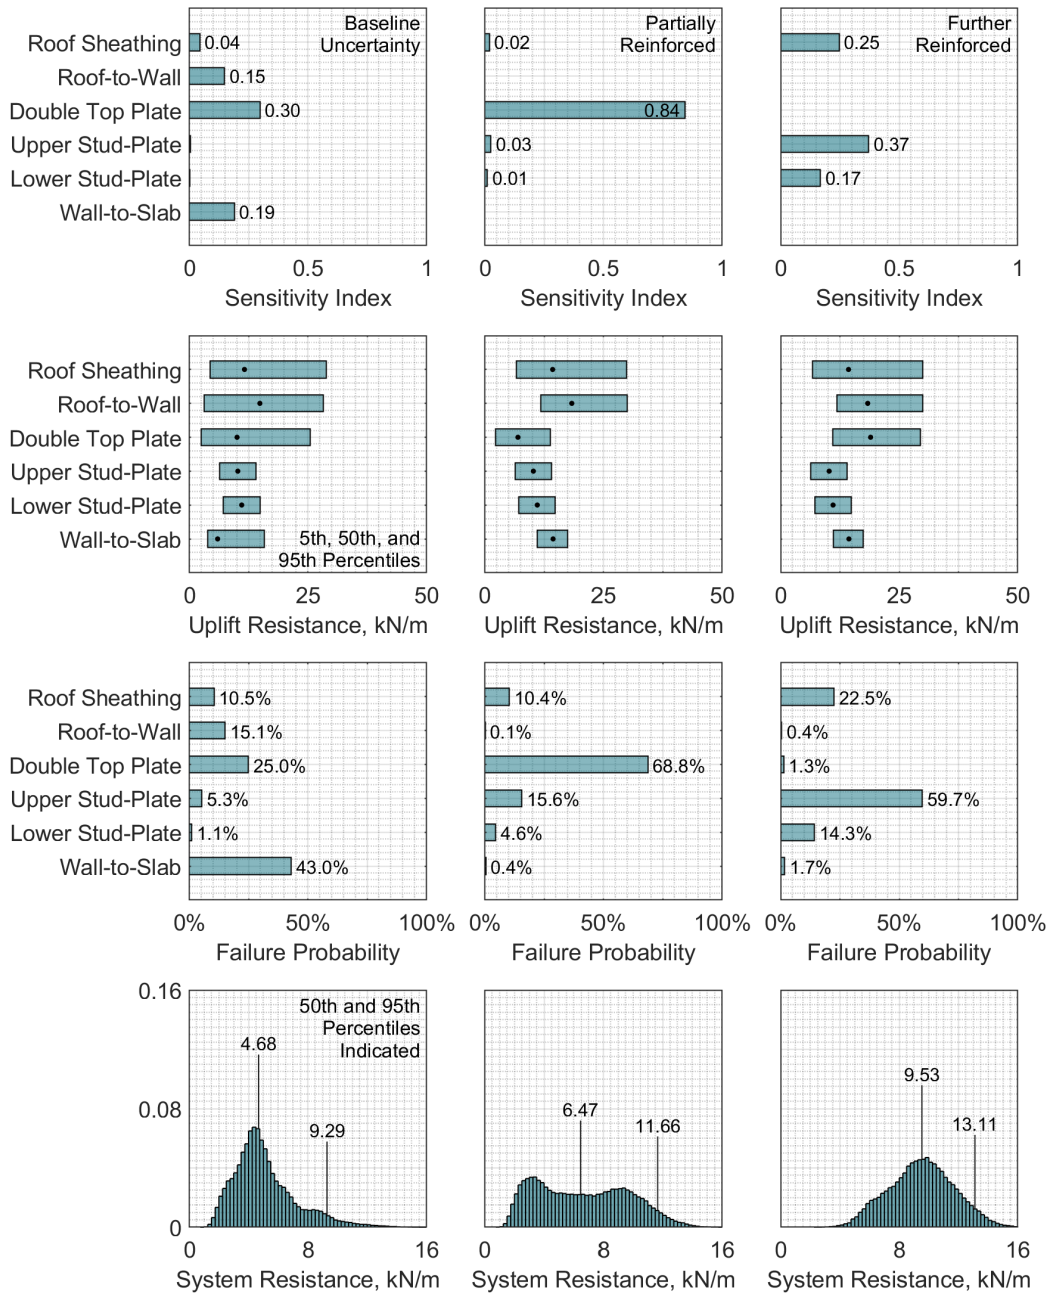 Baseline
Uncertainty
Roof Sheathing 0.04
Roof-to-Wall 0.15
Double Top Plate 0.30
Upper Stud-Plate
Lower Stud-Plate
Wall-to-Slab 0.19
0 0.5 1
Sensitivity Index
Partially
Reinforced
0.02
0.84
0.03
0.01
0 0.5 1
Sensitivity Index
Further
Reinforced
0.25
0.37
0.17
0 0.5 1
Sensitivity Index
Roof Sheathing
Roof-to-Wall
Double Top Plate
Upper Stud-Plate
Lower Stud-Plate
Wall-to-Slab
5th, 50th, and
95th Percentiles
0 25 50
Uplift Resistance, kN/m
0 25 50
Uplift Resistance, kN/m
0 25 50
Uplift Resistance, kN/m
Roof Sheathing 10.5%
Roof-to-Wall 15.1%
Double Top Plate 25.0%
Upper Stud-Plate 5.3%
Lower Stud-Plate 1.1%
Wall-to-Slab 43.0%
0% 50% 100%
Failure Probability
10.4%
0.1%
68.8%
15.6%
4.6%
0.4%
0% 50% 100%
Failure Probability
22.5%
0.4%
1.3%
59.7%
14.3%
1.7%
0% 50% 100%
Failure Probability
0.16
0.08
0
50th and 95th
Percentiles
Indicated
4.68
9.29
0 8 16
System Resistance, kN/m
6.47
11.66
0 8 16
System Resistance, kN/m
9.53
13.11
0 8 16
System Resistance, kN/m